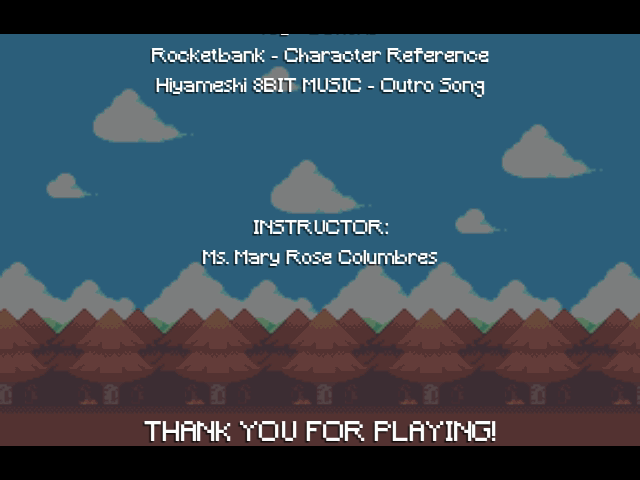 Rocketbank - Character Reference
Hiyameshi 8BIT MUSIC - Outro Song
INSTRUCTOR:
Ms. Mary Rose Columbres
THANK YOU FOR PLAYING!